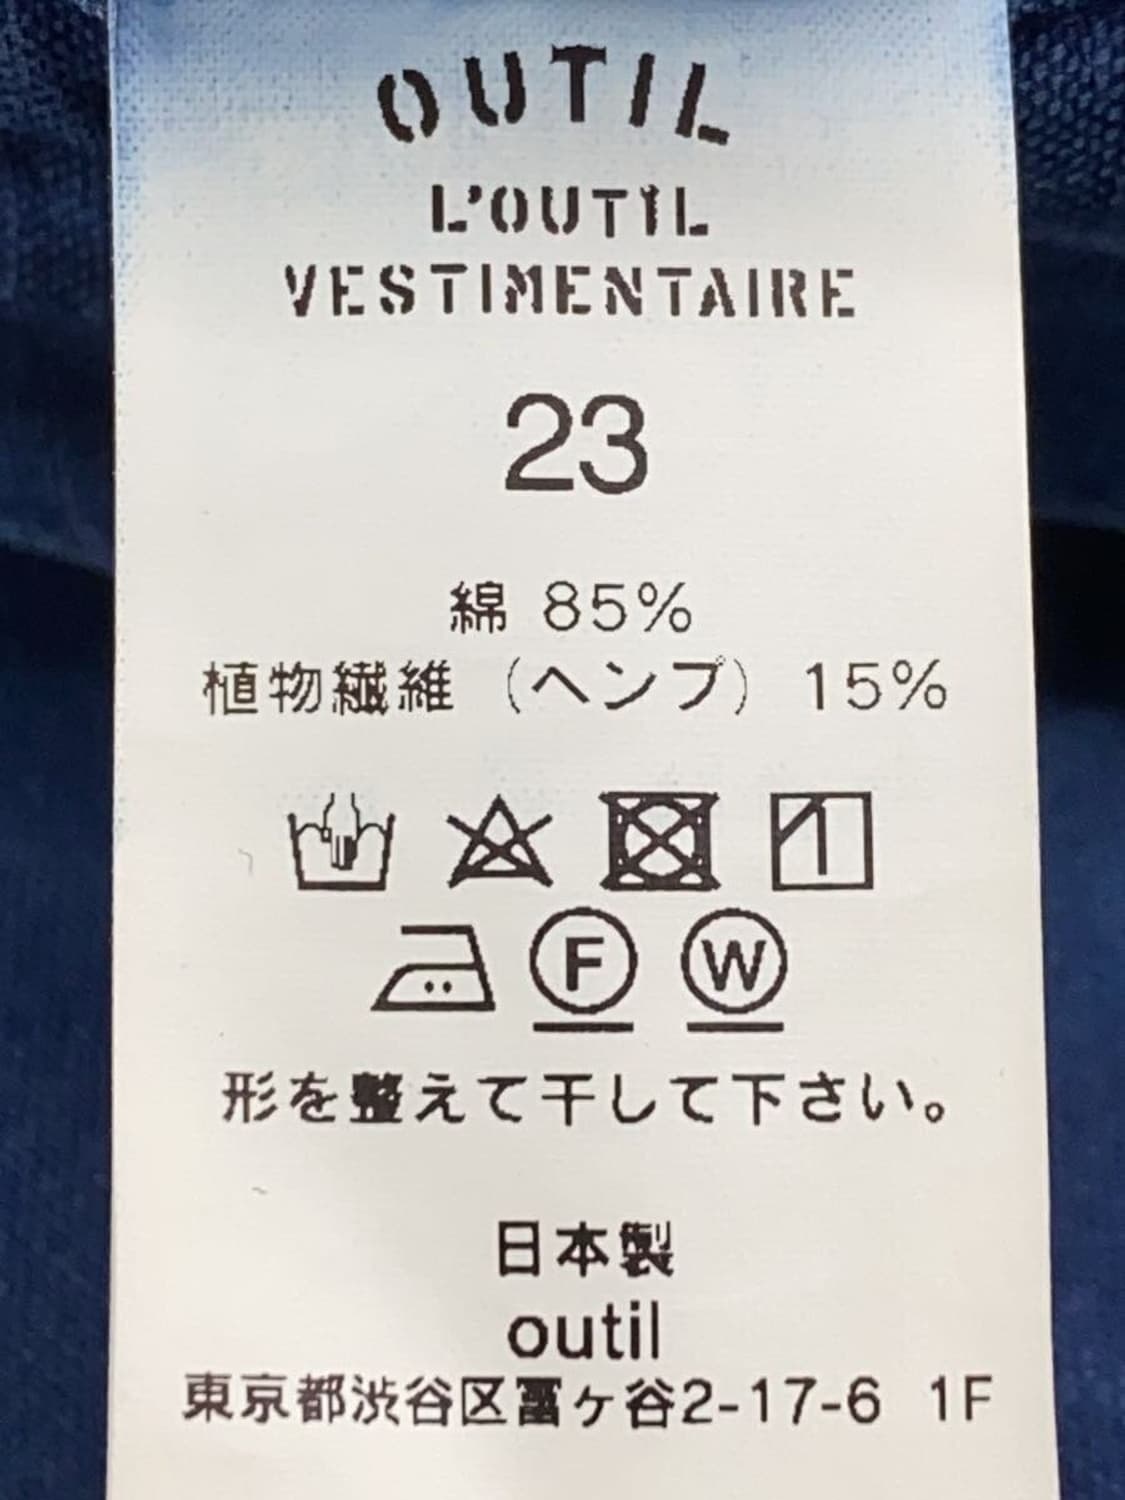 OUTIL
L'OUTIL
VESTIMENTAIRE
23
綿 85%
植物繊維 (ヘンプ) 15%
F W
形を整えて干して下さい。
日本製
outil
東京都渋谷区冨ヶ谷2-17-6 1F